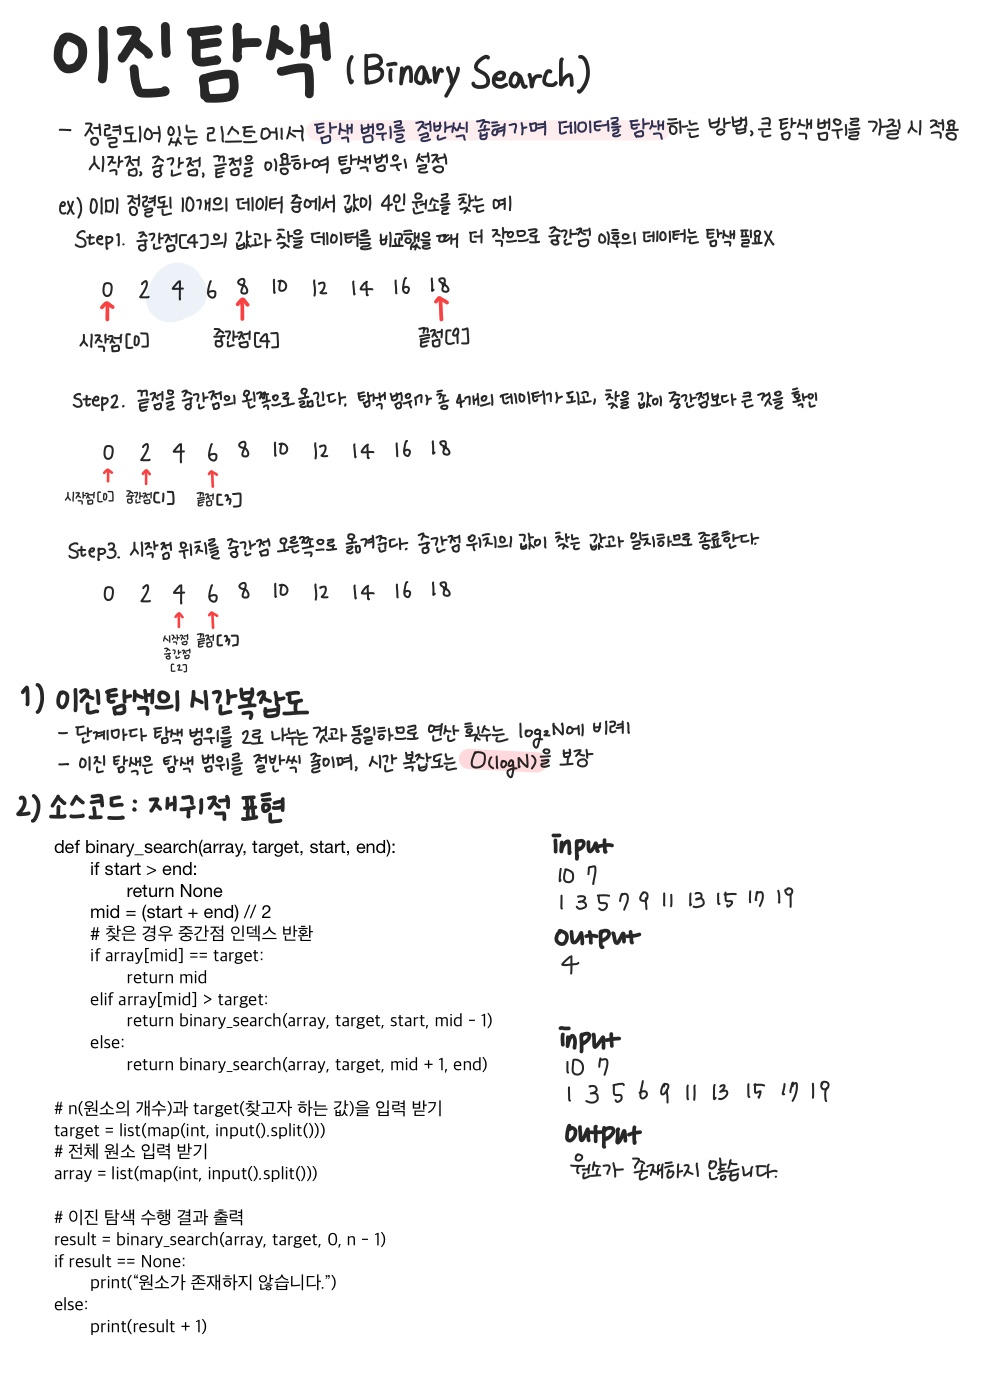 이진탐색 (Binary Search)
- 정렬되어 있는 리스트에서 탐색 범위를 절반씩 좁혀가며 데이터를 탐색하는 방법, 큰 탐색범위를 가질 시 적용
시작점, 중간점, 끝점을 이용하여 탐색범위 설정
ex) 이미 정렬된 10개의 데이터 중에서 값이 4인 원소를 찾는 예
Step1. 중간점[4]의 값과 찾을 데이터를 비교했을 때 더 작으므로 중간점 이후의 데이터는 탐색 필요X
0 2 4 6 8 10 12 14 16 18
시작점[0] 중간점[4] 끝점[9]
Step2. 끝점을 중간점의 왼쪽으로 옮긴다. 탐색 범위가 총 4개의 데이터가 되고, 찾을 값이 중간점보다 큰 것을 확인
0 2 4 6 8 10 12 14 16 18
시작점[0] 중간점[1] 끝점[3]
Step3. 시작점 위치를 중간점 오른쪽으로 옮겨준다. 중간점 위치의 값이 찾는 값과 일치하므로 종료한다.
0 2 4 6 8 10 12 14 16 18
시작점 끝점[3]
중간점
[2]
1) 이진탐색의 시간복잡도
- 단계마다 탐색 범위를 2로 나누는 것과 동일하므로 연산 횟수는 log2N에 비례
- 이진 탐색은 탐색 범위를 절반씩 줄이며, 시간 복잡도는 O(logN)을 보장
2) 소스코드 : 재귀적 표현
def binary_search(array, target, start, end):
if start > end:
return None
mid = (start + end) // 2
# 찾은 경우 중간점 인덱스 반환
if array[mid] == target:
return mid
elif array[mid] > target:
return binary_search(array, target, start, mid - 1)
else:
return binary_search(array, target, mid + 1, end)
# n(원소의 개수)과 target(찾고자 하는 값)을 입력 받기
target = list(map(int, input().split()))
# 전체 원소 입력 받기
array = list(map(int, input().split()))
# 이진 탐색 수행 결과 출력
result = binary_search(array, target, 0, n - 1)
if result == None:
print(“원소가 존재하지 않습니다.”)
else:
print(result + 1)
input
10 7
1 3 5 7 9 11 13 15 17 19
output
4
input
10 7
1 3 5 6 9 11 13 15 17 19
output
원소가 존재하지 않습니다.